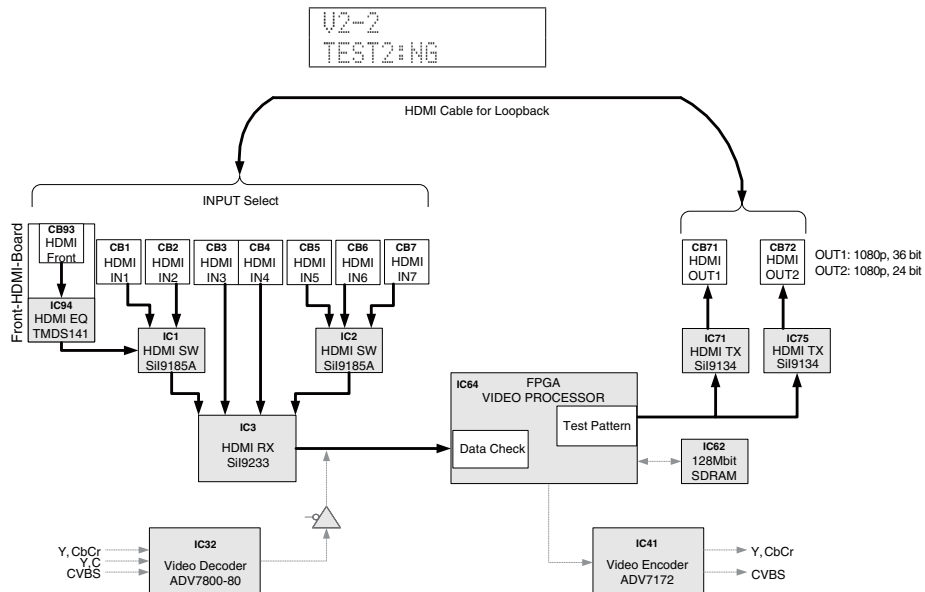 V2-2
TEST2:NG
HDMI Cable for Loopback
INPUT Select
Front-HDMI-Board
CB93
HDMI
Front
CB1
HDMI
IN1
CB2
HDMI
IN2
CB3
HDMI
IN3
CB4
HDMI
IN4
CB5
HDMI
IN5
CB6
HDMI
IN6
CB7
HDMI
IN7
CB71
HDMI
OUT1
CB72
HDMI
OUT2
OUT1: 1080p, 36 bit
OUT2: 1080p, 24 bit
IC94
HDMI EQ
TMDS141
IC1
HDMI SW
SiI9185A
IC2
HDMI SW
SiI9185A
IC71
HDMI TX
SiI9134
IC75
HDMI TX
SiI9134
IC3
HDMI RX
SiI9233
IC64
FPGA
VIDEO PROCESSOR
Test Pattern
Data Check
IC62
128Mbit
SDRAM
Y, CbCr
Y,C
CVBS
IC32
Video Decoder
ADV7800-80
IC41
Video Encoder
ADV7172
Y, CbCr
CVBS